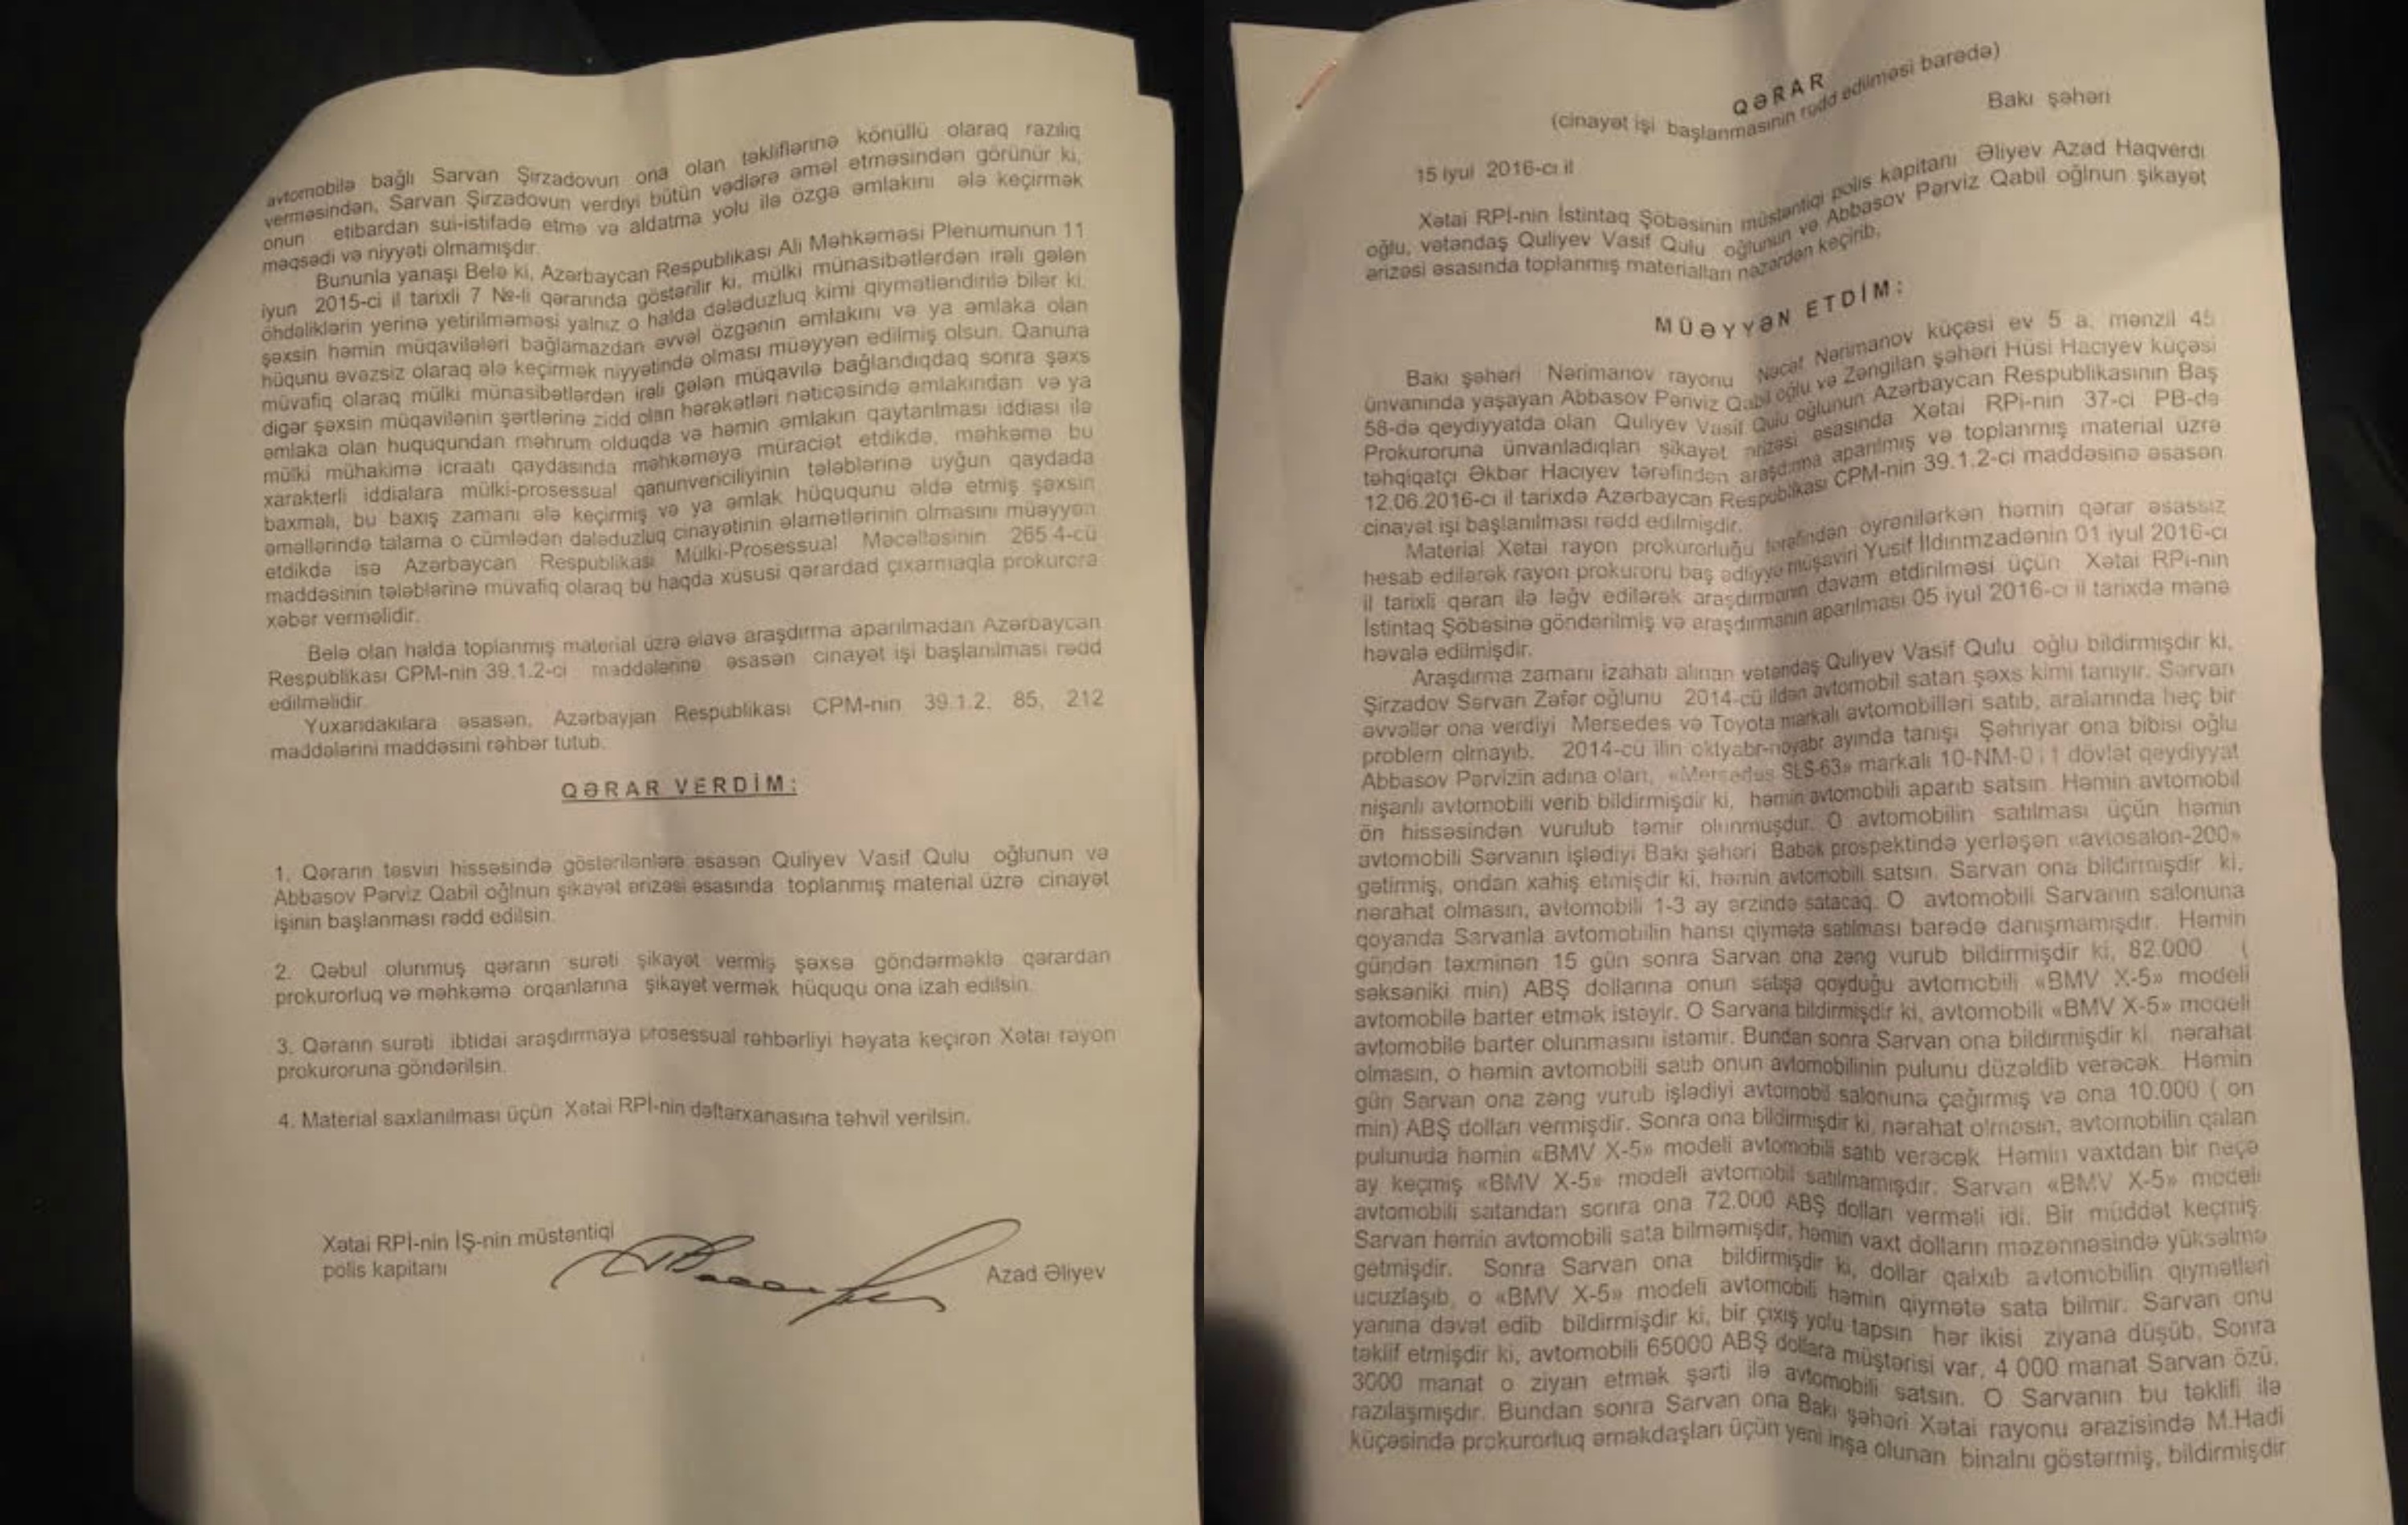 avtomobilə bağlı Sarvan Şirzadovun ona olan təkliflərinə könüllü olaraq razılıq
verməsindən, Sarvan Şirzadovun verdiyi bütün vədlərə əməl etməsindən görünür ki,
onun etibardan sui-istifadə etmə və aldatma yolu ilə özgə əmlakını ələ keçirmək
məqsədi və niyyəti olmamışdır.
Bununla yanaşı Belə ki, Azərbaycan Respublikası Ali Məhkəməsi Plenumunun 11
iyun 2015-ci il tarixli 7 №-li qərarında göstərilir ki, mülki münasibətlərdən irəli gələn
öhdəliklərin yerinə yetirilməməsi yalnız o halda dələduzluq kimi qiymətləndirilə bilər ki,
şəxsin həmin müqavilələri bağlamazdan əvvəl özgənin əmlakını və ya əmlaka olan
hüqunu əvəzsiz olaraq ələ keçirmək niyyətində olması müəyyən edilmiş olsun. Qanuna
müvafiq olaraq mülki münasibətlərdən irəli gələn müqavilə bağlandıqdaq sonra şəxs
digər şəxsin müqavilənin şərtlərinə zidd olan hərəkətləri nəticəsində əmlakından və ya
əmlaka olan huququndan məhrum olduqda və həmin əmlakın qaytarılması iddiası ilə
mülki mühakimə icraatı qaydasında məhkəməyə müraciət etdikdə, məhkəmə bu
xarakterli iddialara mülki-prosessual qanunvericiliyinin tələblərinə uyğun qaydada
baxmalı, bu baxış zamanı ələ keçirmiş və ya əmlak hüququnu əldə etmiş şəxsin
əməllərində talama o cümlədən dələduzluq cinayətinin əlamətlərinin olmasını müəyyən
etdikdə isə Azərbaycan Respublikası Mülki-Prosessual Məcəlləsinin 265.4-cü
maddəsinin tələblərinə müvafiq olaraq bu haqda xüsusi qərardad çıxarmaqla prokurora
xəbər verməlidir.
Belə olan halda toplanmış material üzrə əlavə araşdırma aparılmadan Azərbaycan
Respublikası CPM-nin 39.1.2-ci maddələrinə əsasən cinayət işi başlanılması rədd
edilməlidir.
Yuxarıdakılara əsasən, Azərbayjan Respublikası CPM-nin 39.1.2, 85, 212
maddələrini maddəsini rəhbər tutub.
QƏRAR VERDİM:
1. Qərarın təsviri hissəsində göstərilənlərə əsasən Quliyev Vasif Qulu oğlunun və
Abbasov Pərviz Qabil oğlnun şikayət ərizəsi əsasında toplanmış material üzrə cinayət
işinin başlanması rədd edilsin.
2. Qəbul olunmuş qərarın surəti şikayət vermiş şəxsə göndərməklə qərardan
prokurorluq və məhkəmə orqanlarına şikayət vermək hüququ ona izah edilsin.
3. Qərarın surəti ibtidai araşdırmaya prosessual rəhbərliyi həyata keçirən Xətai rayon
prokuroruna göndərilsin.
4. Material saxlanılması üçün Xətai RPİ-nin dəftərxanasına təhvil verilsin.
Xətai RPİ-nin İŞ-nin müstəntiqi
polis kapitanı Azad Əliyev
QƏRAR
(cinayət işi başlanmasının rədd edilməsi barədə)
Bakı şəhəri
15 iyul 2016-cı il
Xətai RPİ-nin İstintaq Şöbəsinin müstəntiqi polis kapitanı Əliyev Azad Haqverdi
oğlu, vətəndaş Quliyev Vasif Qulu oğlunun və Abbasov Pərviz Qabil oğlnun şikayət
ərizəsi əsasında toplanmış materialları nəzərdən keçirib,
MÜƏYYƏN ETDİM:
Bakı şəhəri Nərimanov rayonu Nəcəf Nərimanov küçəsi ev 5 a, mənzil 45
ünvanında yaşayan Abbasov Pərviz Qabil oğlu və Zəngilan şəhəri Hüsi Hacıyev küçəsi
58-də qeydiyyatda olan Quliyev Vasif Qulu oğlunun Azərbaycan Respublikasının Baş
Prokuroruna ünvanladıqları şikayət ərizəsi əsasında Xətai RPi-nin 37-ci PB-də
təhqiqatçı Əkbər Hacıyev tərəfindən araşdırma aparılmış və toplanmış material üzrə
12.06.2016-cı il tarixdə Azərbaycan Respublikası CPM-nin 39.1.2-ci maddəsinə əsasən
cinayət işi başlanılması rədd edilmişdir.
Material Xətai rayon prokurorluğu tərəfindən öyrənilərkən həmin qərar əsassız
hesab edilərək rayon prokuroru baş ədliyyə müşaviri Yusif İldırımzadənin 01 iyul 2016-cı
il tarixli qərarı ilə ləğv edilərək araşdırmanın davam etdirilməsi üçün Xətai RPi-nin
İstintaq Şöbəsinə göndərilmiş və araşdırmanın aparılması 05 iyul 2016-cı il tarixdə mənə
həvalə edilmişdir.
Araşdırma zamanı izahatı alınan vətəndaş Quliyev Vasif Qulu oğlu bildirmişdir ki,
Şirzadov Sərvan Zəfər oğlunu 2014-cü ildən avtomobil satan şəxs kimi tanıyır. Sərvan
əvvəllər ona verdiyi Mersedes və Toyota markalı avtomobilləri satıb, aralarında heç bir
problem olmayıb. 2014-cü ilin oktyabr-noyabr ayında tanışı Şəhriyar ona bibisi oğlu
Abbasov Pərvizin adına olan, «Mersedes SLS-63» markalı 10-NM-011 dövlət qeydiyyat
nişanlı avtomobili verib bildirmişdir ki, həmin avtomobili aparıb satsın. Həmin avtomobil
ön hissəsindən vurulub təmir olunmuşdur. O avtomobilin satılması üçün həmin
avtomobili Sərvanın işlədiyi Bakı şəhəri Babək prospektində yerləşən «avtosalon-200»
gətirmiş, ondan xahiş etmişdir ki, həmin avtomobili satsın. Sərvan ona bildirmişdir ki,
nərahat olmasın, avtomobili 1-3 ay ərzində satacaq. O avtomobili Sarvanın salonuna
qoyanda Sarvanla avtomobilin hansı qiymətə satılması barədə danışmamışdır. Həmin
gündən təxminən 15 gün sonra Sarvan ona zəng vurub bildirmişdir ki, 82.000 (
səksəniki min) ABŞ dollarına onun satışa qoyduğu avtomobili «BMV X-5» modeli
avtomobilə barter etmək istəyir. O Sarvana bildirmişdir ki, avtomobili «BMV X-5» modeli
avtomobilə barter olunmasını istəmir. Bundan sonra Sarvan ona bildirmişdir ki, nərahat
olmasın, o həmin avtomobili satıb onun avtomobilinin pulunu düzəldib verəcək. Həmin
gün Sarvan ona zəng vurub işlədiyi avtomobil salonuna çağırmış və ona 10.000 ( on
min) ABŞ dolları vermişdir. Sonra ona bildirmişdir ki, nərahat olmasın, avtomobilin qalan
pulunuda həmin «BMV X-5» modeli avtomobili satıb verəcək. Həmin vaxtdan bir neçə
ay keçmiş «BMV X-5» modeli avtomobil satılmamışdır. Sarvan «BMV X-5» modeli
avtomobili satandan sonra ona 72.000 ABŞ dolları verməli idi. Bir müddət keçmiş
Sarvan həmin avtomobili sata bilməmişdir, həmin vaxt dolların məzənnəsində yüksəlmə
getmişdir. Sonra Sarvan ona bildirmişdir ki, dollar qalxıb avtomobilin qiymətləri
ucuzlaşıb, o «BMV X-5» modeli avtomobili həmin qiymətə sata bilmir. Sarvan onu
yanına dəvət edib bildirmişdir ki, bir çıxış yolu tapsın hər ikisi ziyana düşüb. Sonra
təklif etmişdir ki, avtomobili 65000 ABŞ dollara müştərisi var, 4 000 manat Sarvan özü,
3000 manat o ziyan etmək şərti ilə avtomobili satsın. O Sarvanın bu təklifi ilə
razılaşmışdır. Bundan sonra Sarvan ona Bakı şəhəri Xətai rayonu ərazisində M.Hadi
küçəsində prokurorluq əməkdaşları üçün yeni inşa olunan binalnı göstərmiş, bildirmişdir